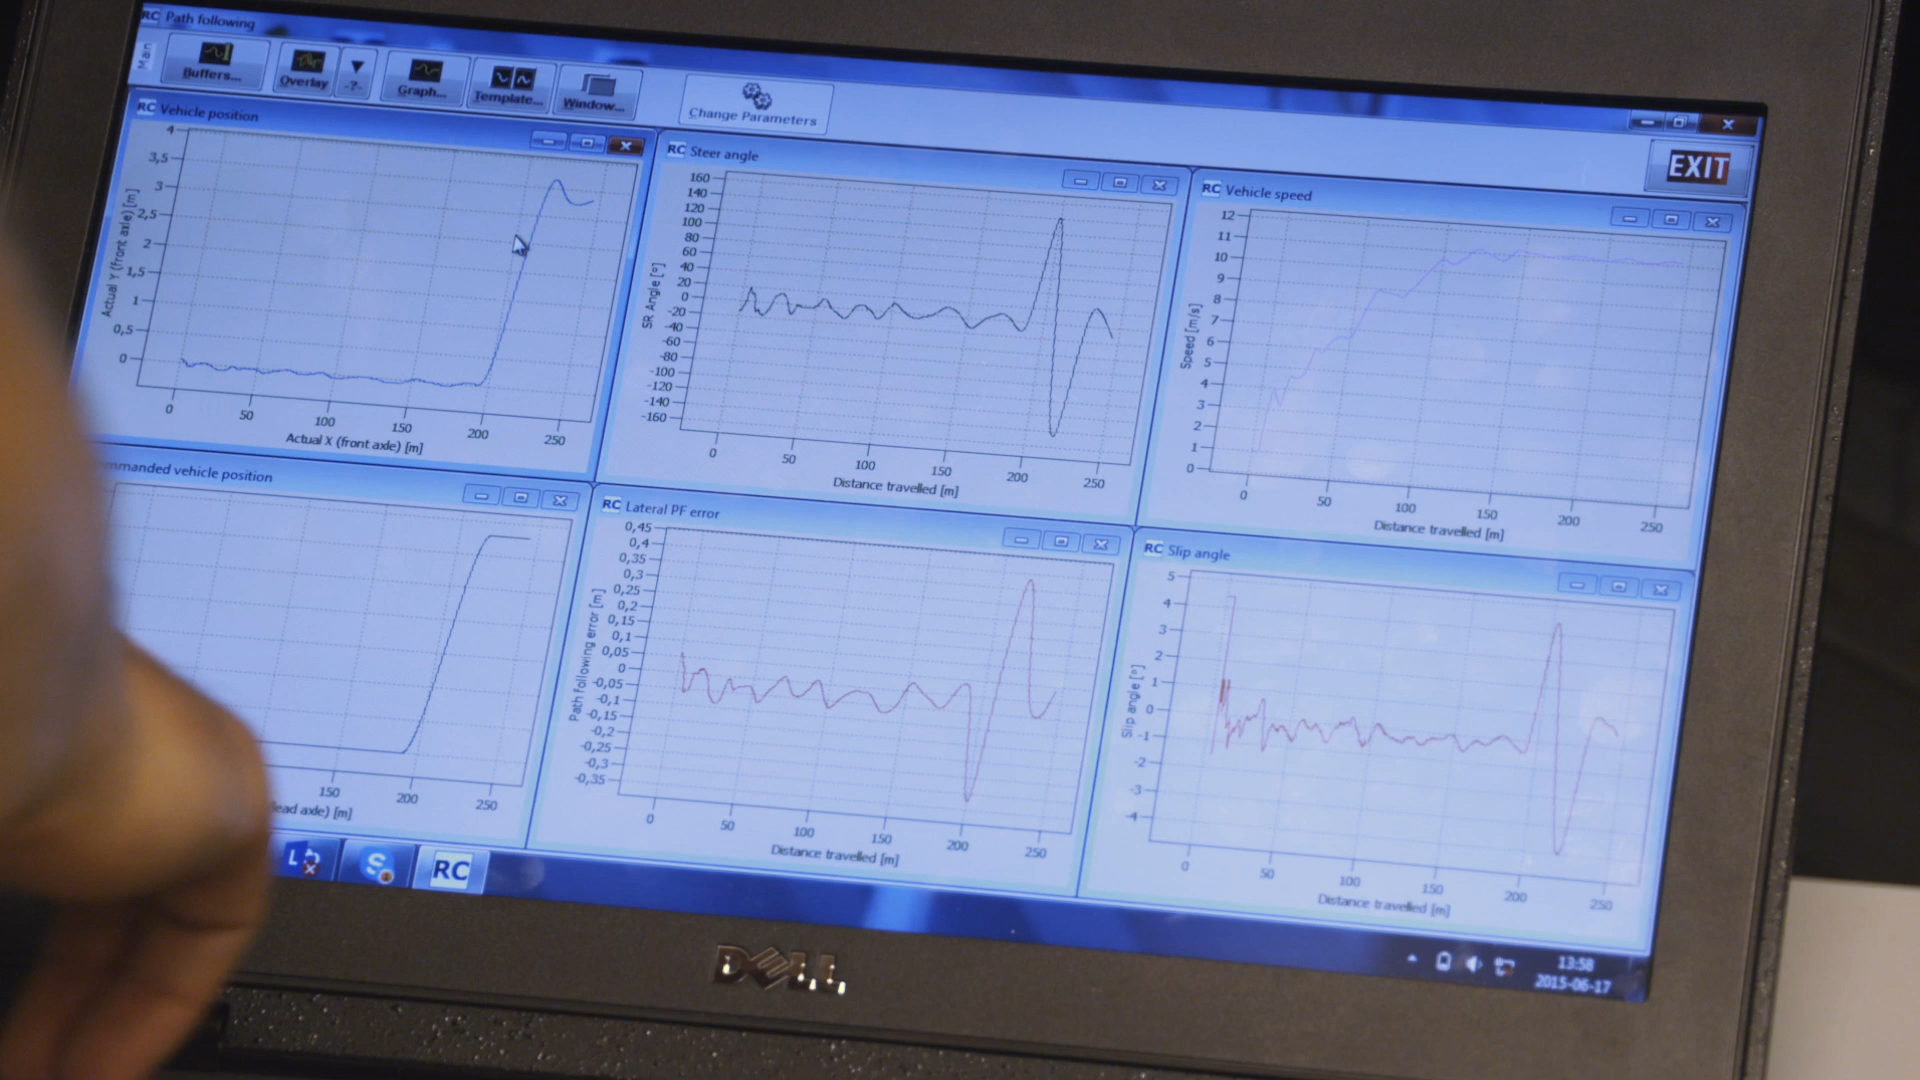 RC Path following
Main
Buffers...
Overlay
-?-
Graph...
Template...
Window...
Change Parameters
EXIT
RC Vehicle position
4
3,5
3
2,5
2
1,5
1
0,5
0
Actual Y (front axle) [m]
0 50 100 150 200 250
Actual X (front axle) [m]
RC Steer angle
160
140
120
100
80
60
40
20
0
-20
-40
-60
-80
-100
-120
-140
-160
SR Angle [°]
0 50 100 150 200 250
Distance travelled [m]
RC Vehicle speed
12
11
10
9
8
7
6
5
4
3
2
1
0
Speed [m/s]
0 50 100 150 200 250
Distance travelled [m]
mmanded vehicle position
150 200 250
lead axle) [m]
RC Lateral PF error
0,45
0,4
0,35
0,3
0,25
0,2
0,15
0,1
0,05
0
-0,05
-0,1
-0,15
-0,2
-0,25
-0,3
-0,35
Path following error [m]
0 50 100 150 200 250
Distance travelled [m]
RC Slip angle
5
4
3
2
1
0
-1
-2
-3
-4
Slip angle [°]
0 50 100 150 200 250
Distance travelled [m]
L
S
RC
13:58
2015-06-17
DELL